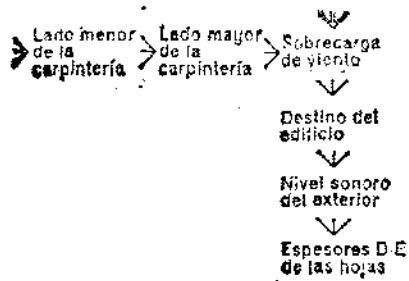 Lado menor
de la
carpintería
Lado mayor
de la
carpintería
Sobrecarga
de viento
Destino del
edificio
Nivel sonoro
del exterior
Espesores D-E
de las hojas